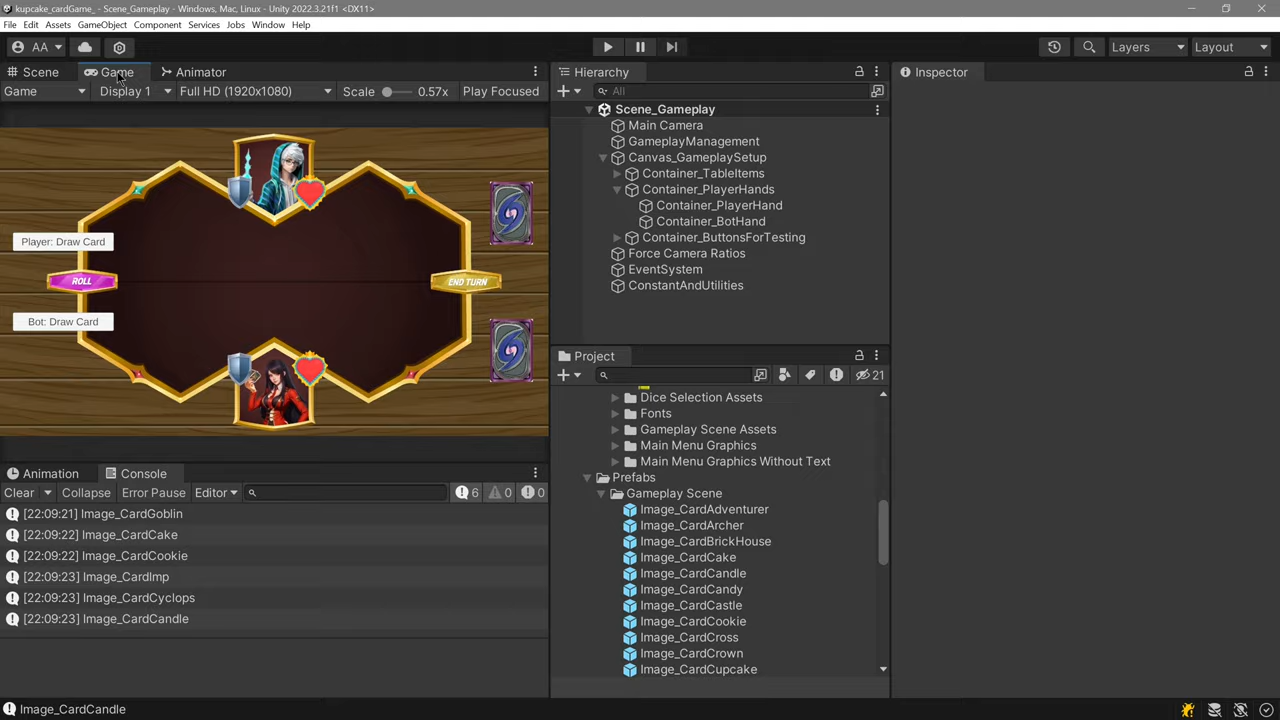 kupcake_cardGame_ - Scene_Gameplay - Windows, Mac, Linux - Unity 2022.3.21f1 <DX11>
File Edit Assets GameObject Component Services Jobs Window Help
AA Layers Layout
Scene Game Animator
Game Display 1 Full HD (1920x1080) Scale 0.57x Play Focused
Player: Draw Card
ROLL
END TURN
Bot: Draw Card
Animation Console
Clear Collapse Error Pause Editor 6 0 0
[22:09:21] Image_CardGoblin
[22:09:22] Image_CardCake
[22:09:22] Image_CardCookie
[22:09:23] Image_CardImp
[22:09:23] Image_CardCyclops
[22:09:23] Image_CardCandle
Hierarchy
All
Scene_Gameplay
Main Camera
GameplayManagement
Canvas_GameplaySetup
Container_TableItems
Container_PlayerHands
Container_PlayerHand
Container_BotHand
Container_ButtonsForTesting
Force Camera Ratios
EventSystem
ConstantAndUtilities
Project
21
Dice Selection Assets
Fonts
Gameplay Scene Assets
Main Menu Graphics
Main Menu Graphics Without Text
Prefabs
Gameplay Scene
Image_CardAdventurer
Image_CardArcher
Image_CardBrickHouse
Image_CardCake
Image_CardCandle
Image_CardCandy
Image_CardCastle
Image_CardCookie
Image_CardCross
Image_CardCrown
Image_CardCupcake
Inspector
Image_CardCandle